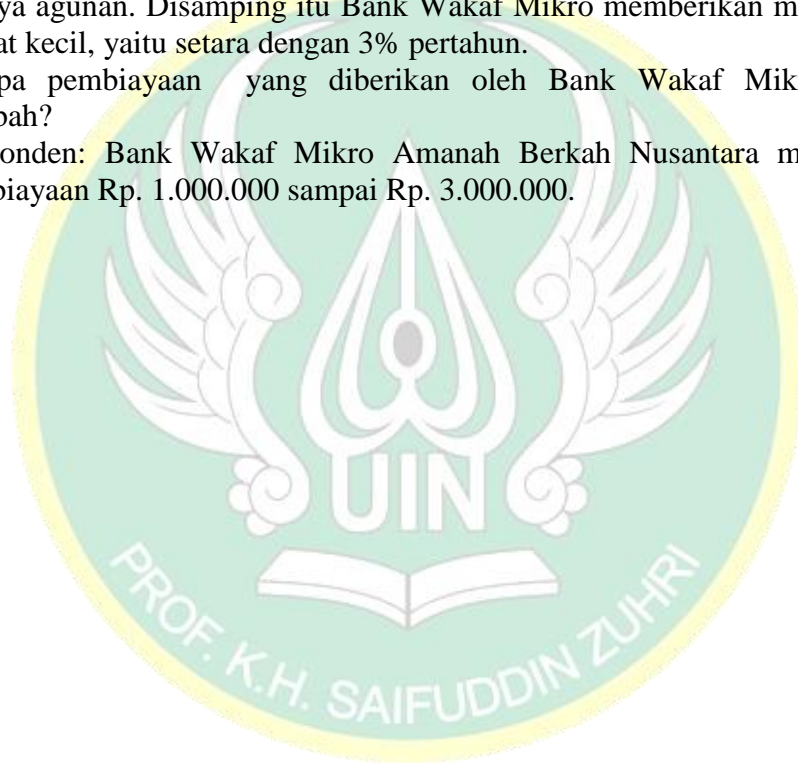 ya agunan. Disamping itu Bank Wakaf Mikro memberikan m
at kecil, yaitu setara dengan 3% pertahun.
pa pembiayaan yang diberikan oleh Bank Wakaf Mik
bah?
onden: Bank Wakaf Mikro Amanah Berkah Nusantara m
biayaan Rp. 1.000.000 sampai Rp. 3.000.000.
UIN
PROF. K.H. SAIFUDDIN ZUHRI